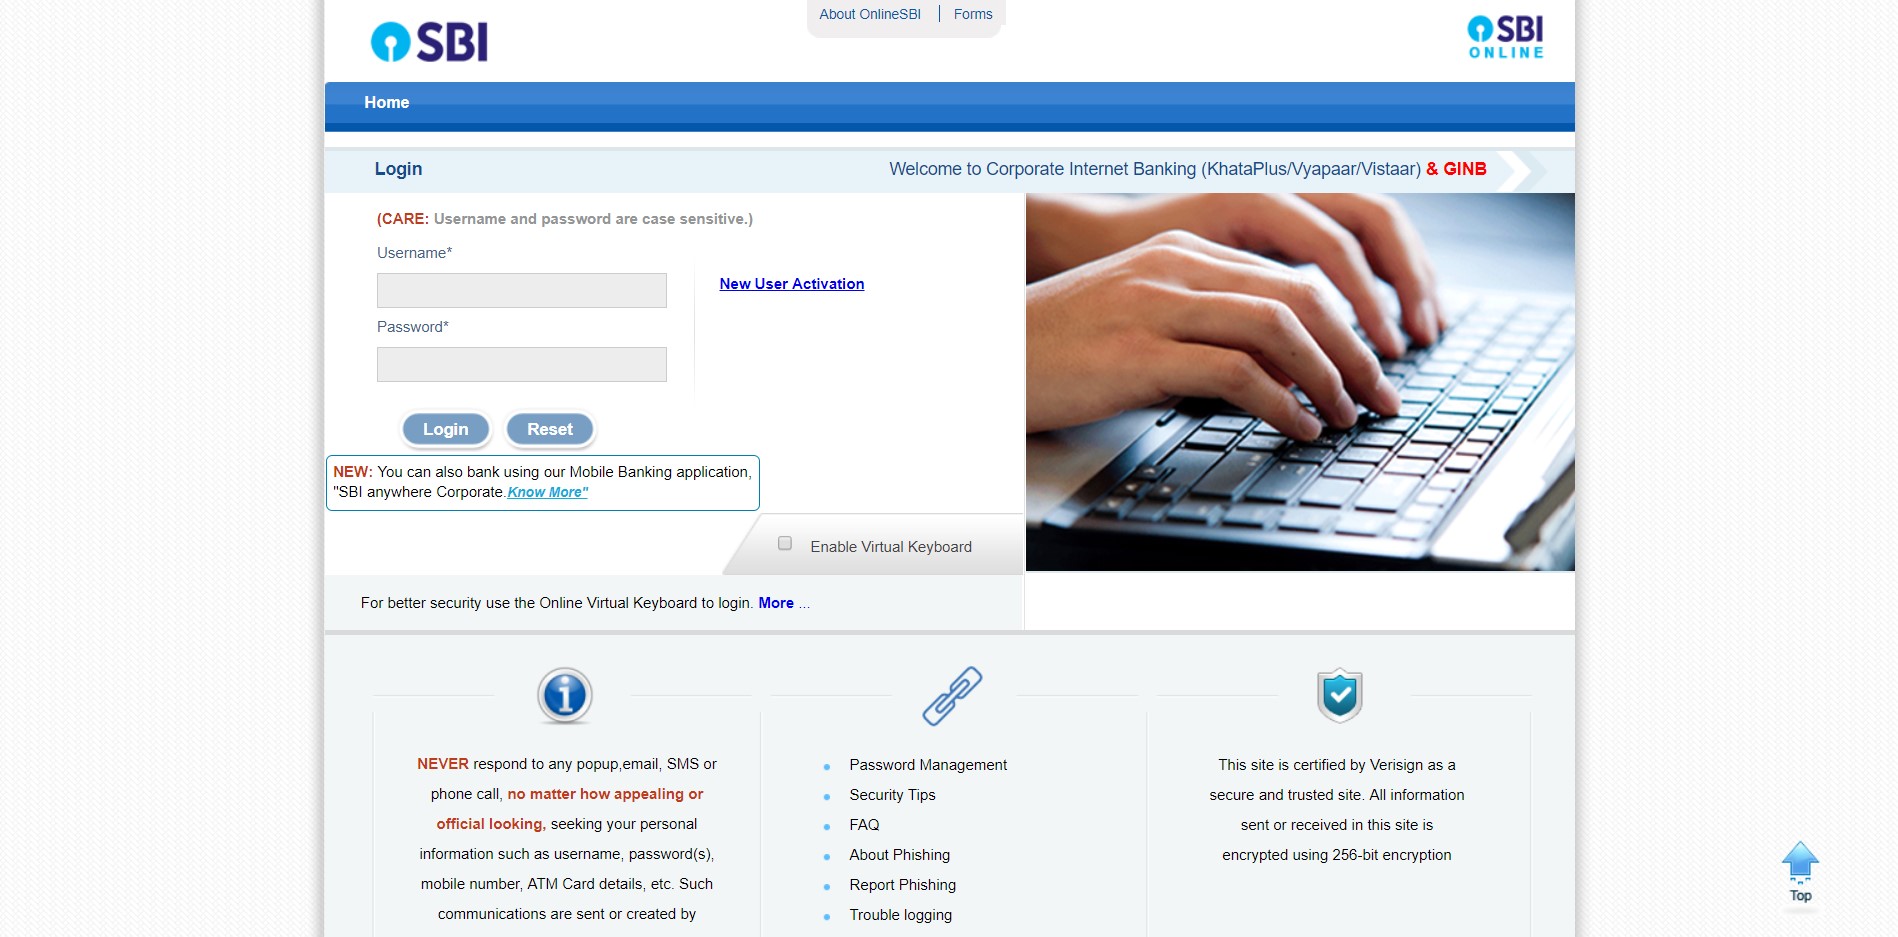 About OnlineSBI | Forms
SBI
SBI
ONLINE
Home
Login
Welcome to Corporate Internet Banking (KhataPlus/Vyapaar/Vistaar) & GINB
(CARE: Username and password are case sensitive.)
Username*
New User Activation
Password*
Login
Reset
NEW: You can also bank using our Mobile Banking application,
"SBI anywhere Corporate.Know More"
Enable Virtual Keyboard
For better security use the Online Virtual Keyboard to login. More ...
NEVER respond to any popup,email, SMS or
phone call, no matter how appealing or
official looking, seeking your personal
information such as username, password(s),
mobile number, ATM Card details, etc. Such
communications are sent or created by
Password Management
Security Tips
FAQ
About Phishing
Report Phishing
Trouble logging
This site is certified by Verisign as a
secure and trusted site. All information
sent or received in this site is
encrypted using 256-bit encryption
Top